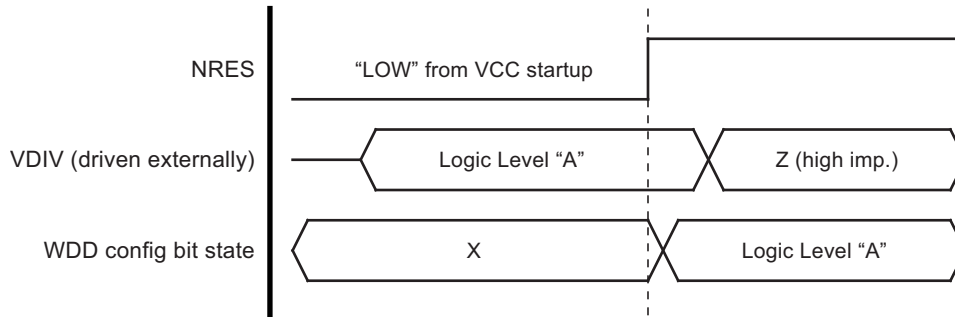 NRES
“LOW” from VCC startup
VDIV (driven externally)
Logic Level “A”
Z (high imp.)
WDD config bit state
X
Logic Level “A”